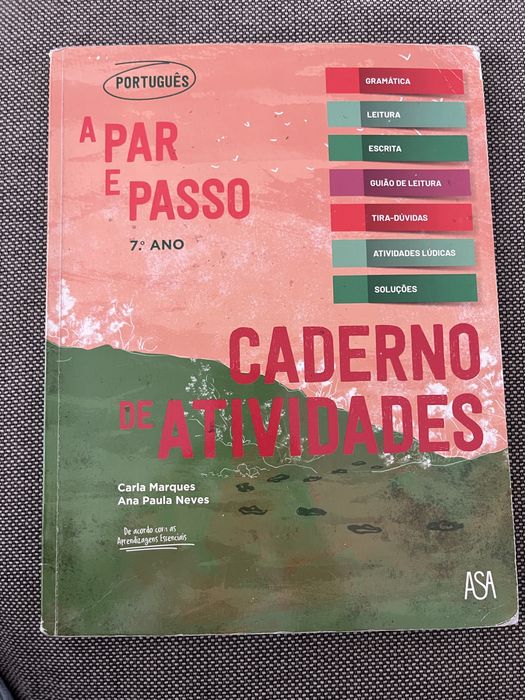 PORTUGUÊS
A PAR
E PASSO
7.º ANO
GRAMÁTICA
LEITURA
ESCRITA
GUIÃO DE LEITURA
TIRA-DÚVIDAS
ATIVIDADES LÚDICAS
SOLUÇÕES
CADERNO
DE ATIVIDADES
Carla Marques
Ana Paula Neves
De acordo com as
Aprendizagens Essenciais
ASA